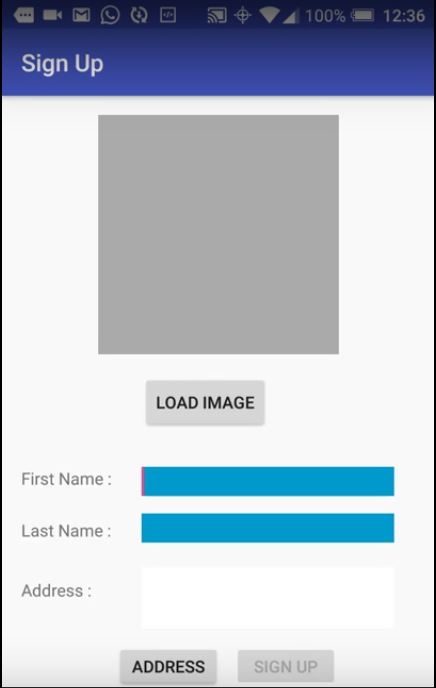 100% 12:36
Sign Up
LOAD IMAGE
First Name :
Last Name :
Address :
ADDRESS SIGN UP